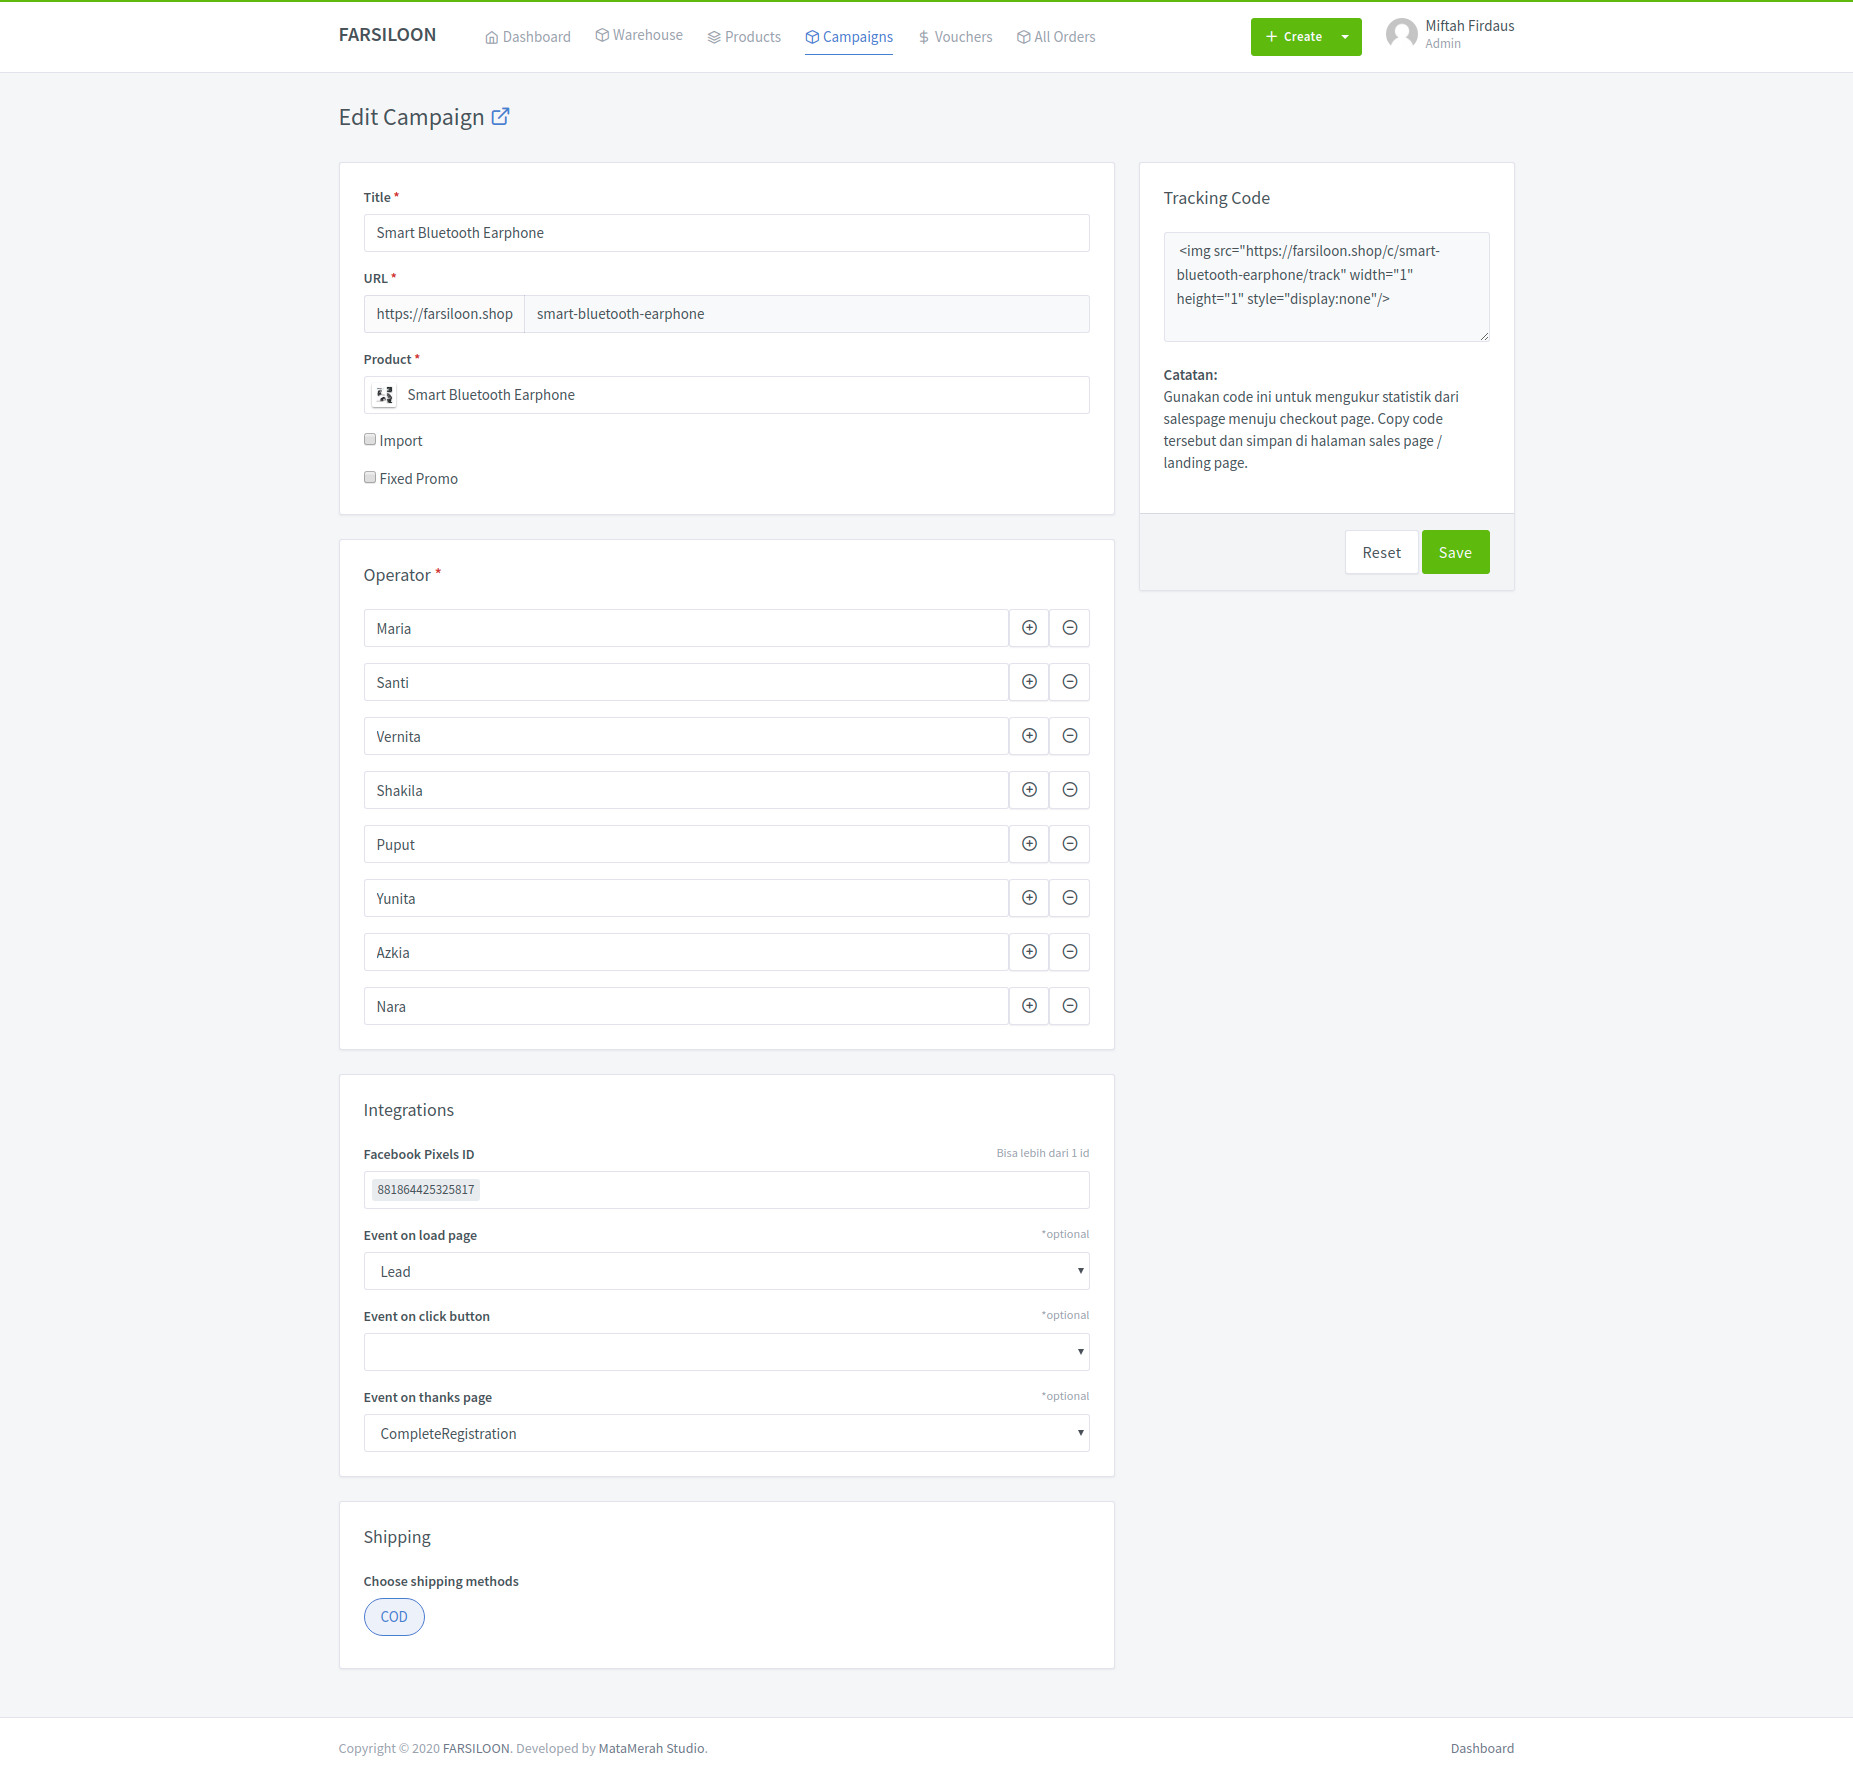 FARSILOON
Dashboard
Warehouse
Products
Campaigns
Vouchers
All Orders
Create
Miftah Firdaus
Admin
Edit Campaign
Title *
Smart Bluetooth Earphone
URL *
https://farsiloon.shop
smart-bluetooth-earphone
Product *
Smart Bluetooth Earphone
Import
Fixed Promo
Tracking Code
<img src="https://farsiloon.shop/c/smart-
bluetooth-earphone/track" width="1"
height="1" style="display:none"/>
Catatan:
Gunakan code ini untuk mengukur statistik dari
salespage menuju checkout page. Copy code
tersebut dan simpan di halaman sales page /
landing page.
Reset
Save
Operator *
Maria
Santi
Vernita
Shakila
Puput
Yunita
Azkia
Nara
Integrations
Facebook Pixels ID
Bisa lebih dari 1 id
881864425325817
Event on load page
*optional
Lead
Event on click button
*optional
Event on thanks page
*optional
CompleteRegistration
Shipping
Choose shipping methods
COD
Copyright © 2020 FARSILOON. Developed by MataMerah Studio.
Dashboard